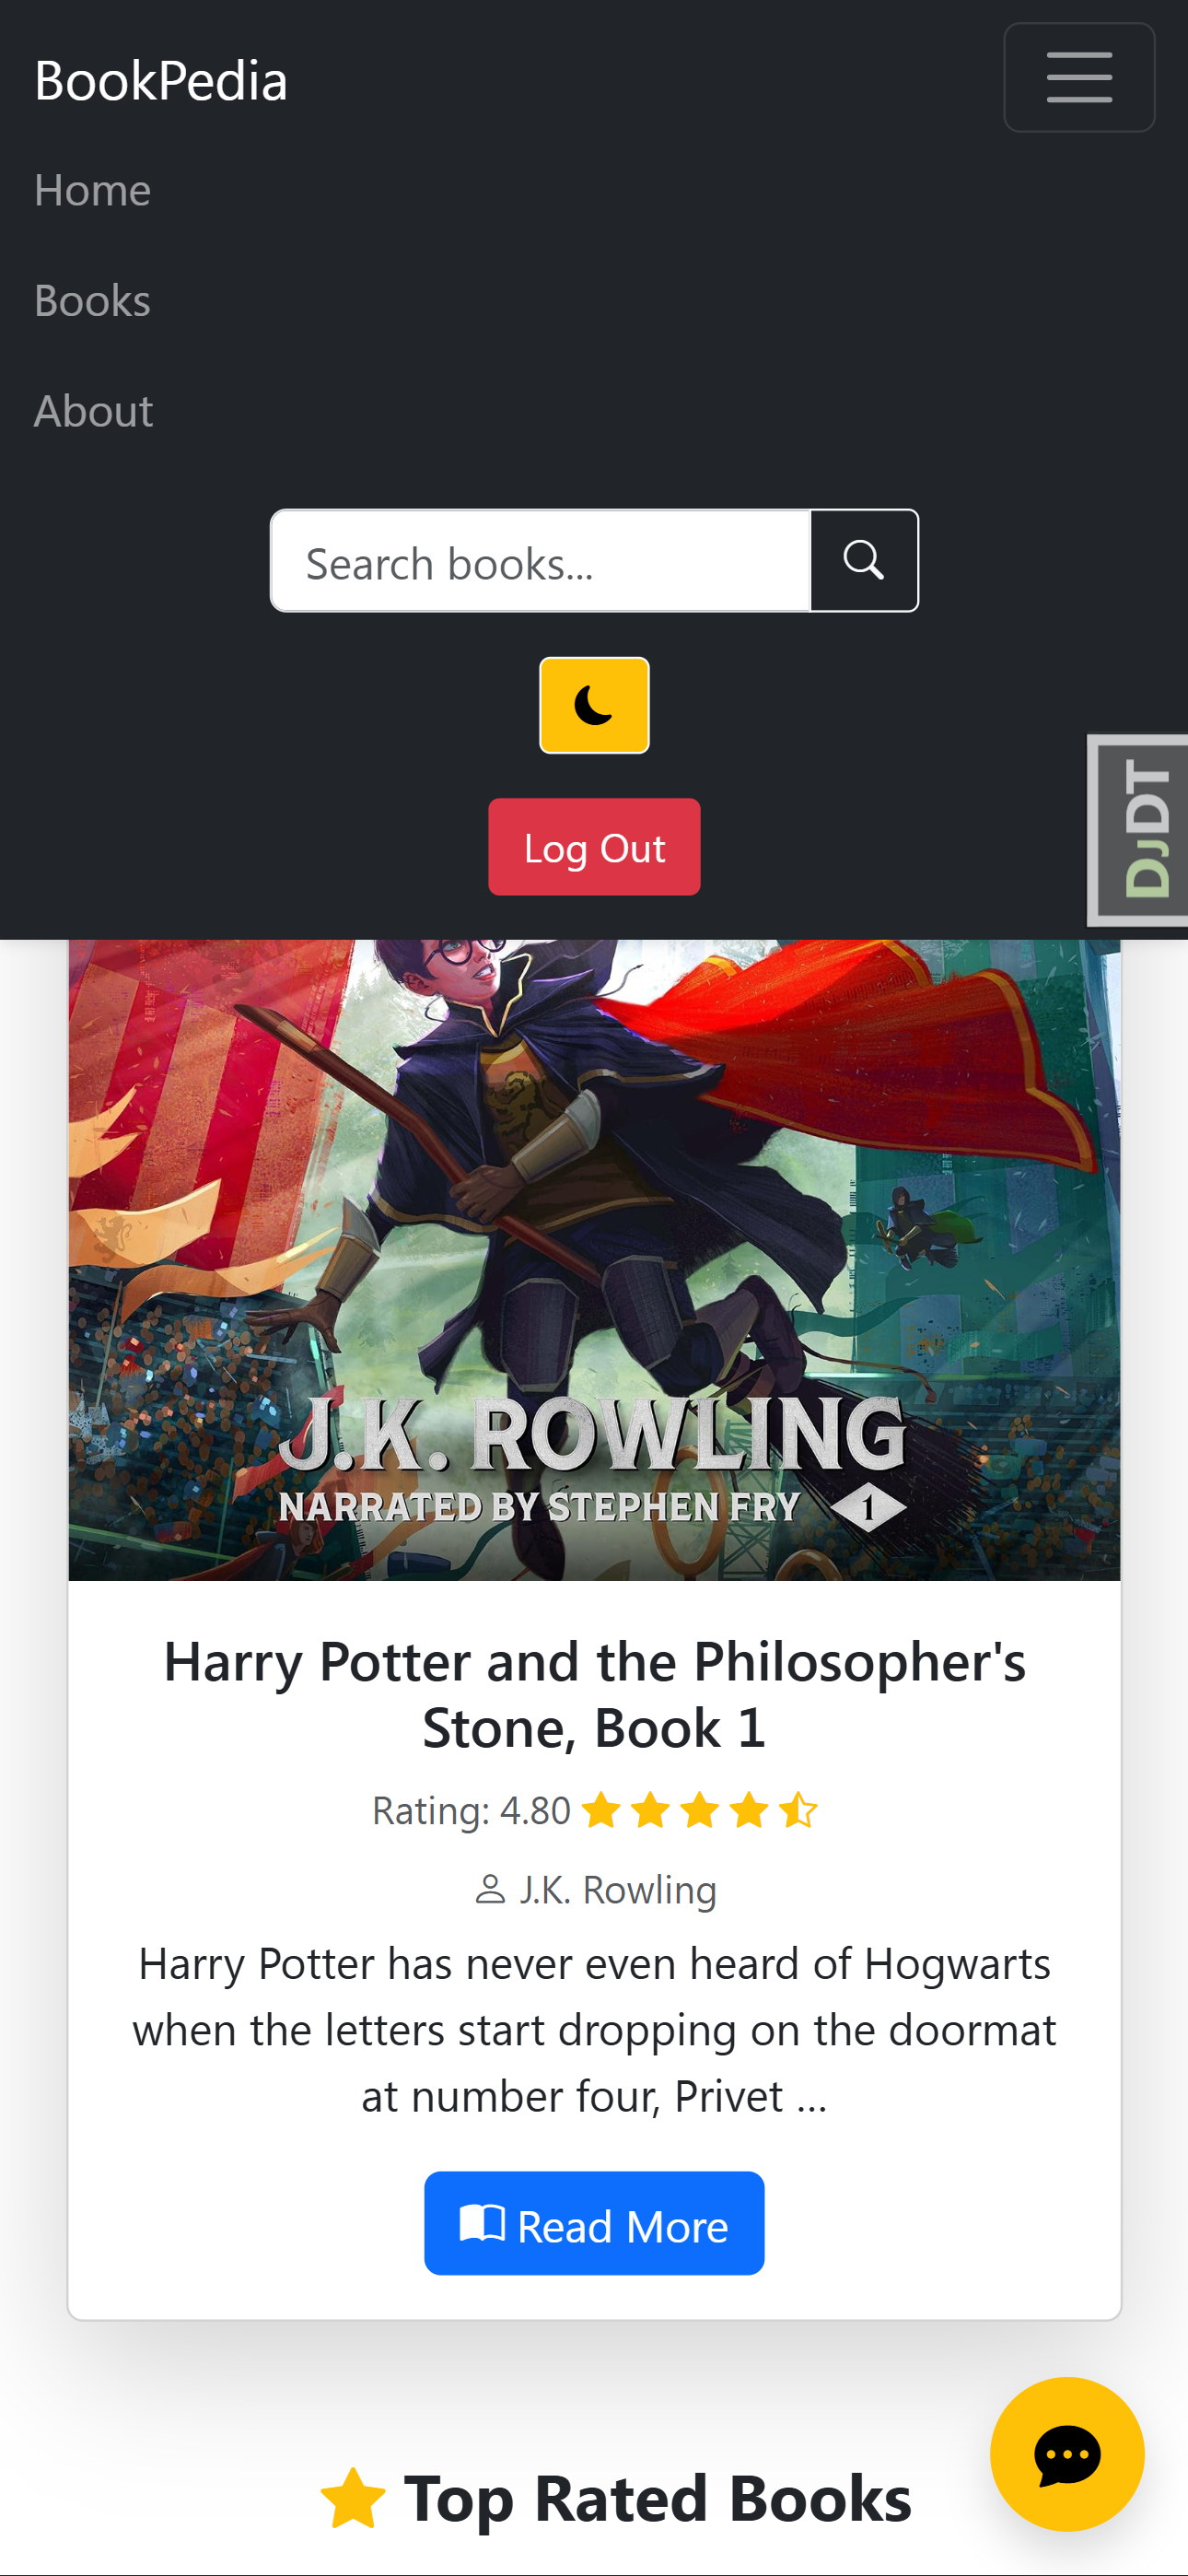 BookPedia
Home
Books
About
Search books...
Log Out
DJDT
J.K. ROWLING
NARRATED BY STEPHEN FRY 1
Harry Potter and the Philosopher's
Stone, Book 1
Rating: 4.80
J.K. Rowling
Harry Potter has never even heard of Hogwarts
when the letters start dropping on the doormat
at number four, Privet ...
Read More
Top Rated Books